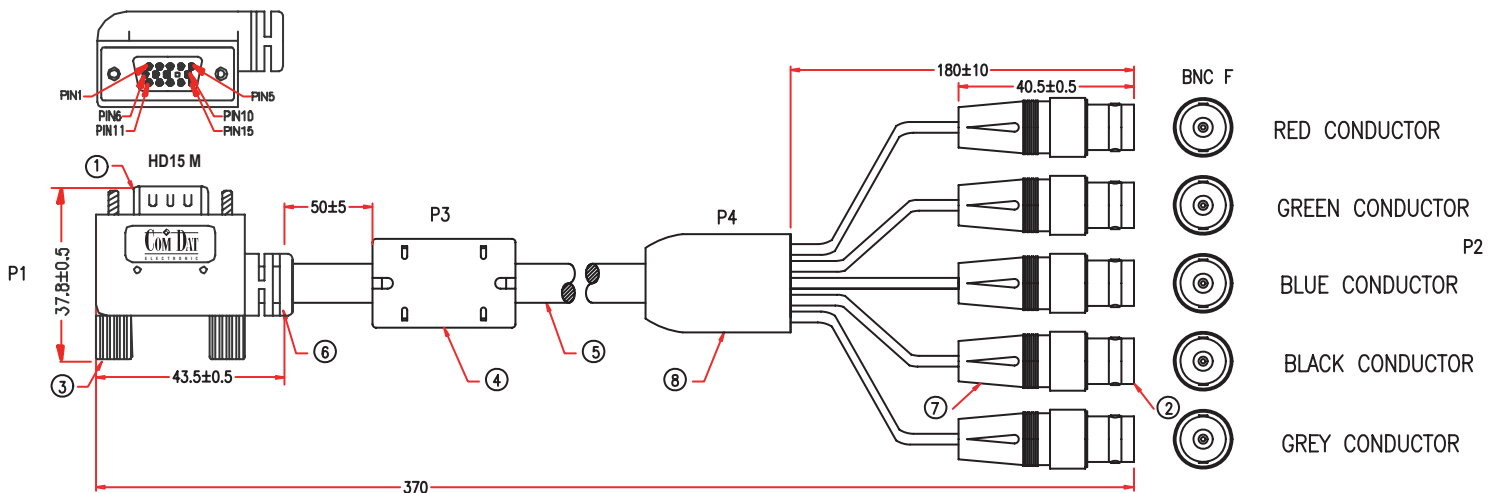 PIN1
PIN5
PIN6
PIN10
PIN11
PIN15
HD15 M
①
P1
37.8±0.5
COM DAT
ELECTRONIC
50±5
P3
P4
180±10
40.5±0.5
BNC F
RED CONDUCTOR
GREEN CONDUCTOR
P2
BLUE CONDUCTOR
BLACK CONDUCTOR
GREY CONDUCTOR
③
⑥
④
⑤
⑧
⑦
②
43.5±0.5
370